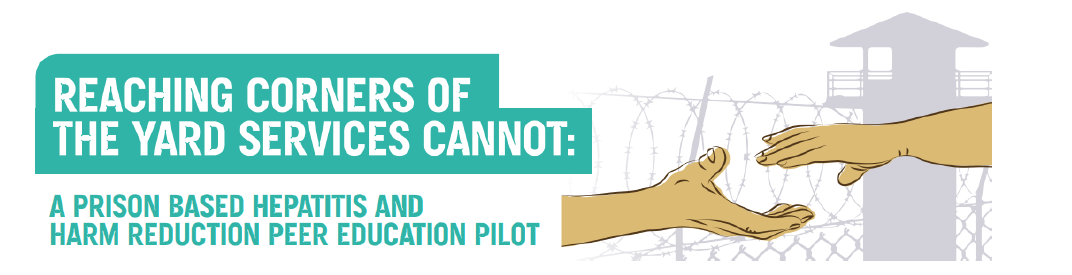 REACHING CORNERS OF
THE YARD SERVICES CANNOT:
A PRISON BASED HEPATITIS AND
HARM REDUCTION PEER EDUCATION PILOT